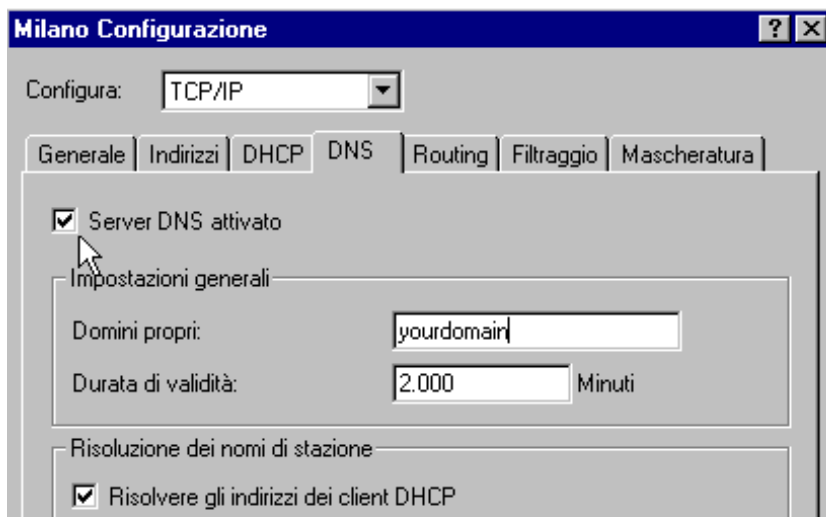 Milano Configurazione
Configura: TCP/IP
Generale Indirizzi DHCP DNS Routing Filtraggio Mascheratura
Server DNS attivato
Impostazioni generali
Domini propri: yourdomain
Durata di validità: 2.000 Minuti
Risoluzione dei nomi di stazione
Risolvere gli indirizzi dei client DHCP